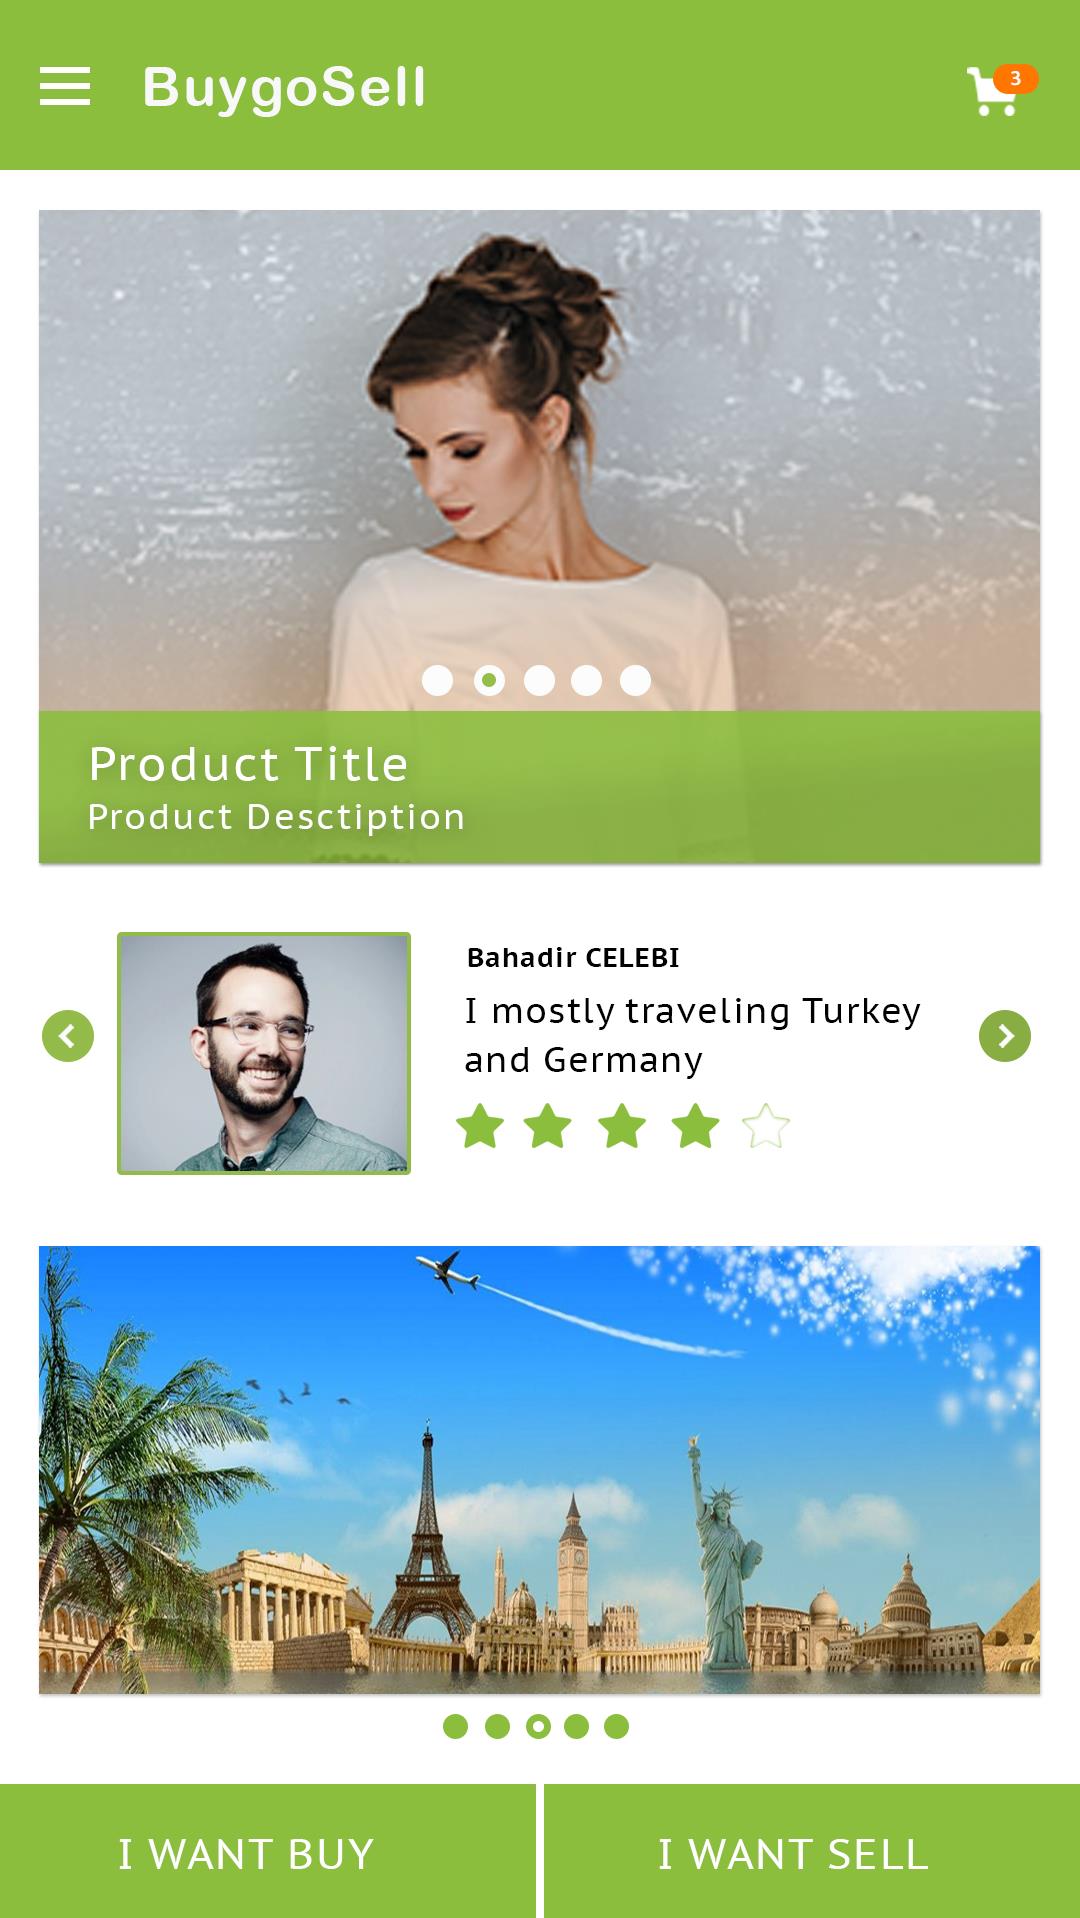 BuygoSell
3
Product Title
Product Desctiption
Bahadir CELEBI
I mostly traveling Turkey
and Germany
I WANT BUY
I WANT SELL